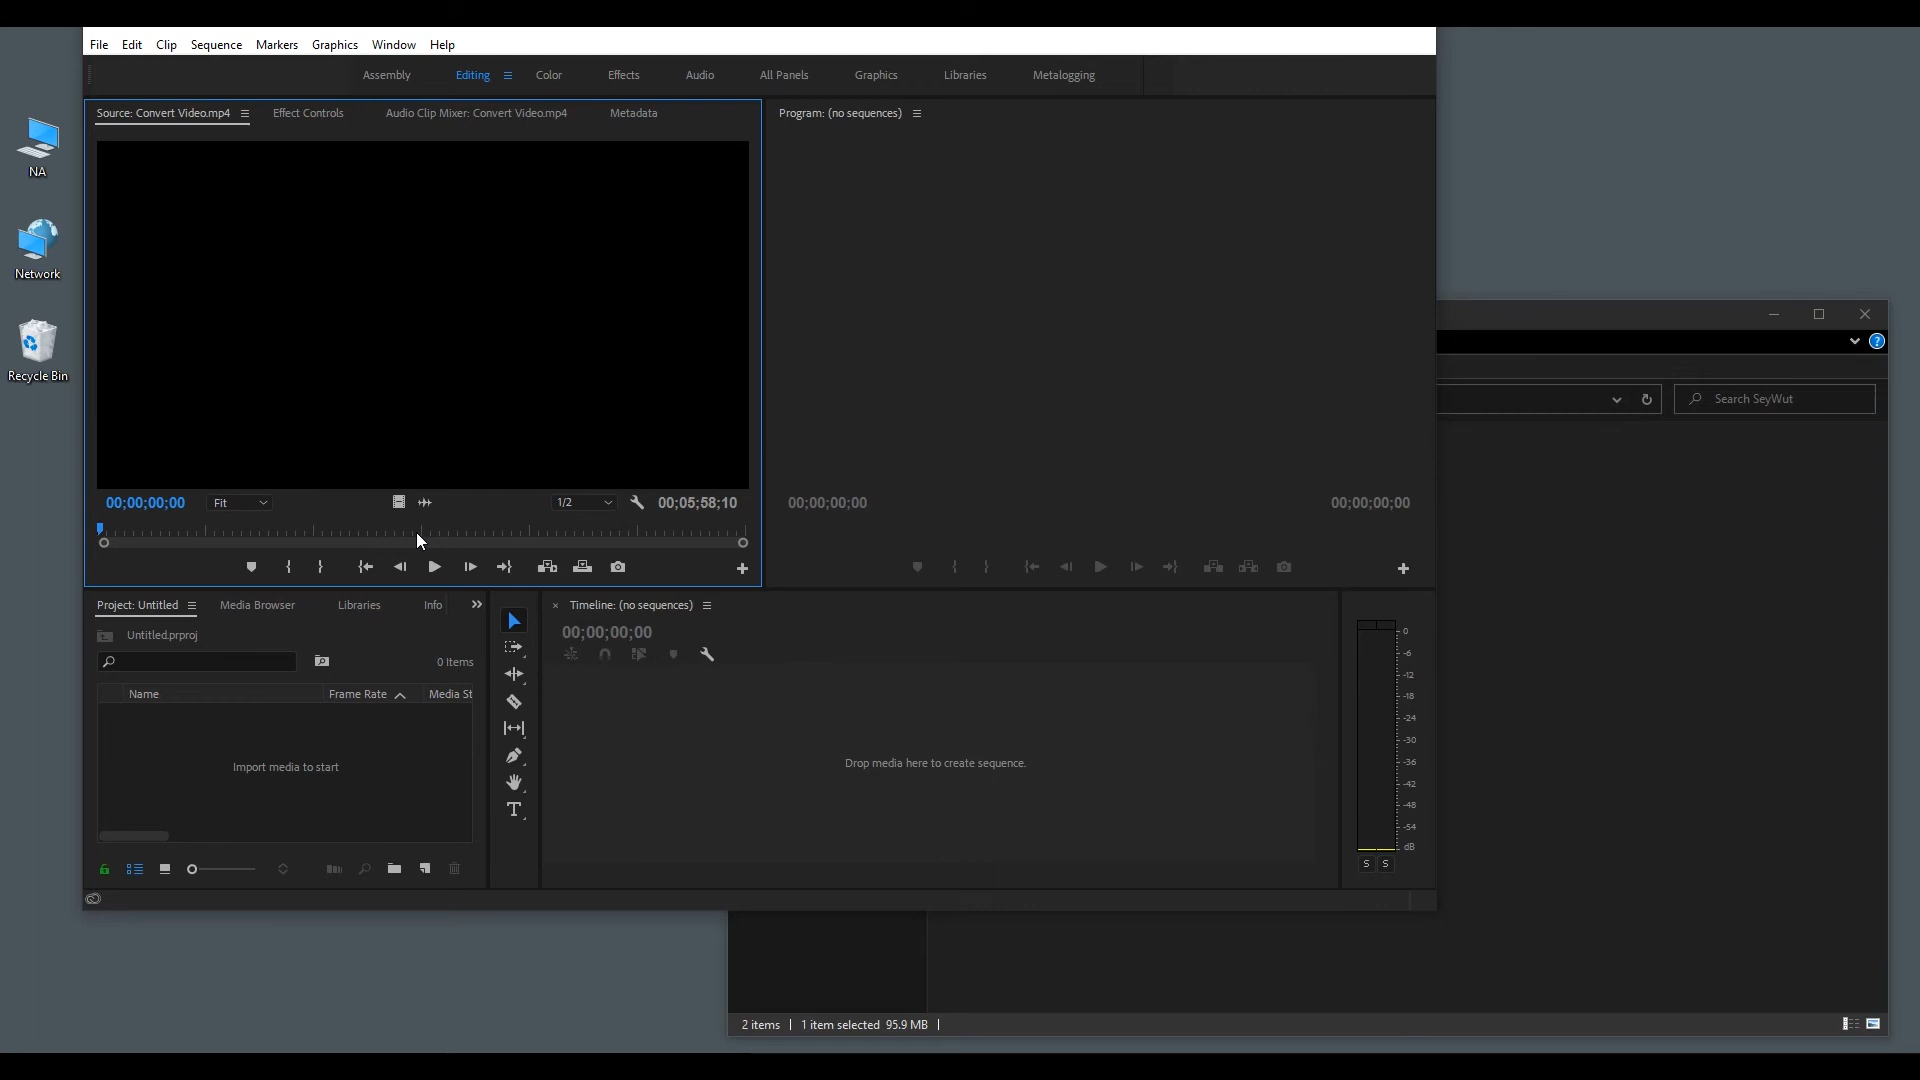 File Edit Clip Sequence Markers Graphics Window Help
Assembly Editing Color Effects Audio All Panels Graphics Libraries Metalogging
Source: Convert Video.mp4 Effect Controls Audio Clip Mixer: Convert Video.mp4 Metadata
Program: (no sequences)
NA
Network
Recycle Bin
Search SeyWut
00;00;00;00 Fit 1/2 00;05;58;10
00;00;00;00 00;00;00;00
Project: Untitled Media Browser Libraries Info
Untitled.prproj
0 Items
Name Frame Rate Media St
Import media to start
Timeline: (no sequences)
00;00;00;00
Drop media here to create sequence.
0
-6
-12
-18
-24
-30
-36
-42
-48
-54
dB
S S
2 items 1 item selected 95.9 MB